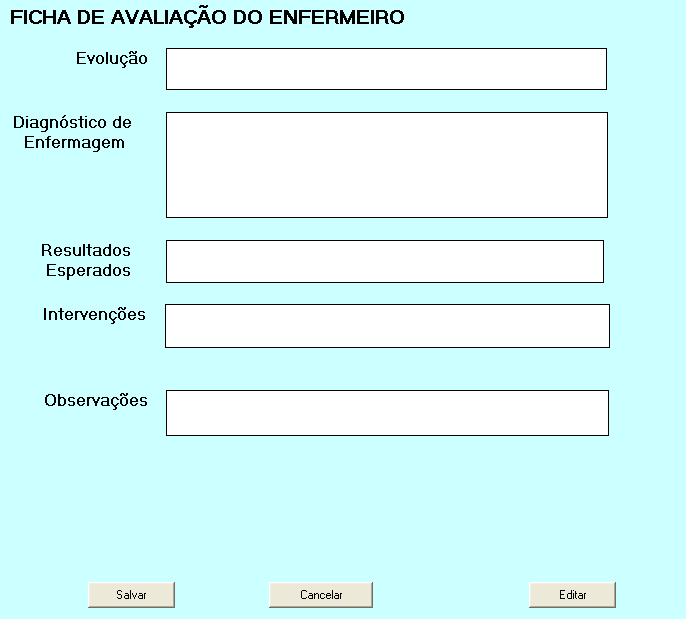 FICHA DE AVALIAÇÃO DO ENFERMEIRO
Evolução
Diagnóstico de
Enfermagem
Resultados
Esperados
Intervenções
Observações
Salvar
Cancelar
Editar